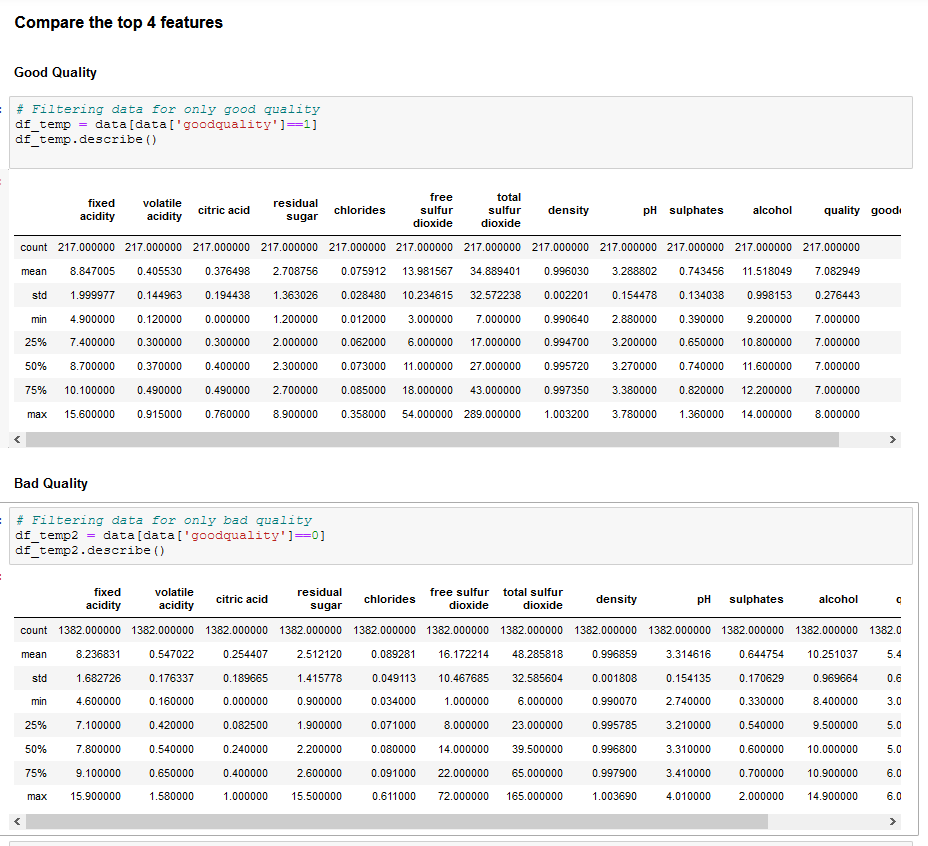 Compare the top 4 features
Good Quality
# Filtering data for only good quality
df_temp = data[data['goodquality']==1]
df_temp.describe()
fixed acidity volatile acidity citric acid residual sugar chlorides free sulfur dioxide total sulfur dioxide density pH sulphates alcohol quality good
count 217.000000 217.000000 217.000000 217.000000 217.000000 217.000000 217.000000 217.000000 217.000000 217.000000 217.000000 217.000000
mean 8.847005 0.405530 0.376498 2.708756 0.075912 13.981567 34.889401 0.996030 3.288802 0.743456 11.518049 7.082949
std 1.999977 0.144963 0.194438 1.363026 0.028480 10.234615 32.572238 0.002201 0.154478 0.134038 0.998153 0.276443
min 4.900000 0.120000 0.000000 1.200000 0.012000 3.000000 7.000000 0.990640 2.880000 0.390000 9.200000 7.000000
25% 7.400000 0.300000 0.300000 2.000000 0.062000 6.000000 17.000000 0.994700 3.200000 0.650000 10.800000 7.000000
50% 8.700000 0.370000 0.400000 2.300000 0.073000 11.000000 27.000000 0.995720 3.270000 0.740000 11.600000 7.000000
75% 10.100000 0.490000 0.490000 2.700000 0.085000 18.000000 43.000000 0.997350 3.380000 0.820000 12.200000 7.000000
max 15.600000 0.915000 0.760000 8.900000 0.358000 54.000000 289.000000 1.003200 3.780000 1.360000 14.000000 8.000000
Bad Quality
# Filtering data for only bad quality
df_temp2 = data[data['goodquality']==0]
df_temp2.describe()
fixed acidity volatile acidity citric acid residual sugar chlorides free sulfur dioxide total sulfur dioxide density pH sulphates alcohol q
count 1382.000000 1382.000000 1382.000000 1382.000000 1382.000000 1382.000000 1382.000000 1382.000000 1382.000000 1382.000000 1382.000000 1382.0
mean 8.236831 0.547022 0.254407 2.512120 0.089281 16.172214 48.285818 0.996859 3.314616 0.644754 10.251037 5.4
std 1.682726 0.176337 0.189665 1.415778 0.049113 10.467685 32.585604 0.001808 0.154135 0.170629 0.969664 0.6
min 4.600000 0.160000 0.000000 0.900000 0.034000 1.000000 6.000000 0.990070 2.740000 0.330000 8.400000 3.0
25% 7.100000 0.420000 0.082500 1.900000 0.071000 8.000000 23.000000 0.995785 3.210000 0.540000 9.500000 5.0
50% 7.800000 0.540000 0.240000 2.200000 0.080000 14.000000 39.500000 0.996800 3.310000 0.600000 10.000000 5.0
75% 9.100000 0.650000 0.400000 2.600000 0.091000 22.000000 65.000000 0.997900 3.410000 0.700000 10.900000 6.0
max 15.900000 1.580000 1.000000 15.500000 0.611000 72.000000 165.000000 1.003690 4.010000 2.000000 14.900000 6.0